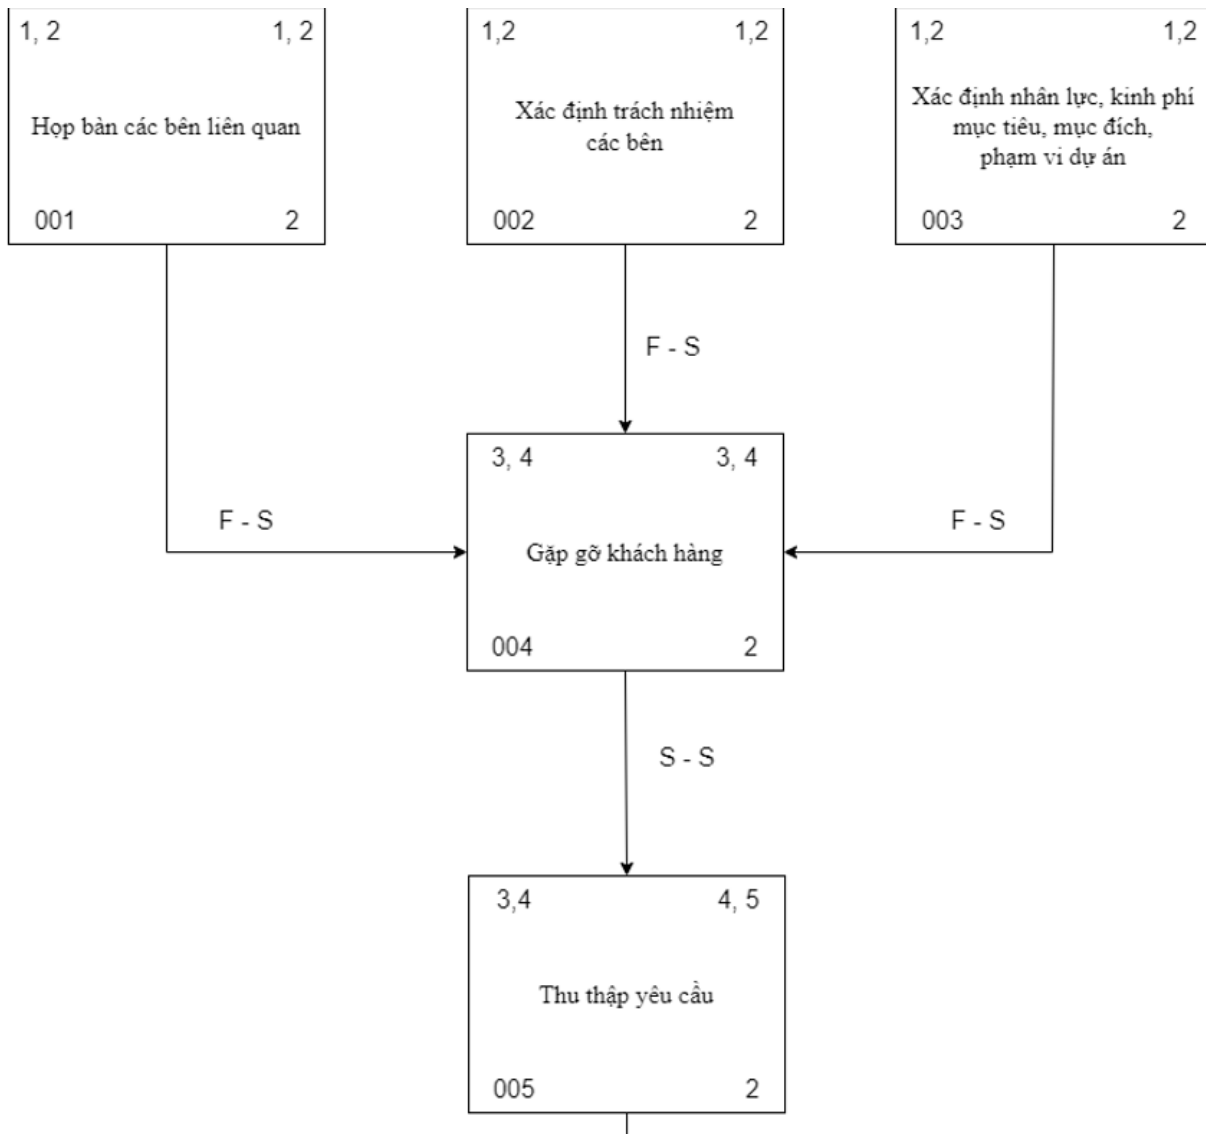 1, 2 1, 2
Họp bàn các bên liên quan
001 2
1,2 1,2
Xác định trách nhiệm
các bên
002 2
1,2 1,2
Xác định nhân lực, kinh phí
mục tiêu, mục đích,
phạm vi dự án
003 2
F - S
F - S
F - S
3, 4 3, 4
Gặp gỡ khách hàng
004 2
S - S
3,4 4, 5
Thu thập yêu cầu
005 2